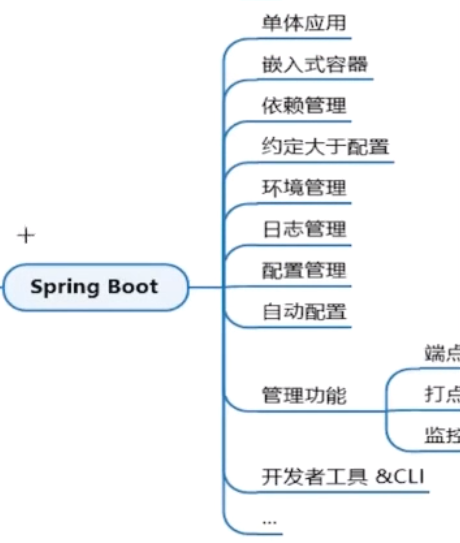 单体应用
嵌入式容器
依赖管理
约定大于配置
环境管理
日志管理
+
Spring Boot
配置管理
自动配置
端点
管理功能
打点
监控
开发者工具 &CLI
...